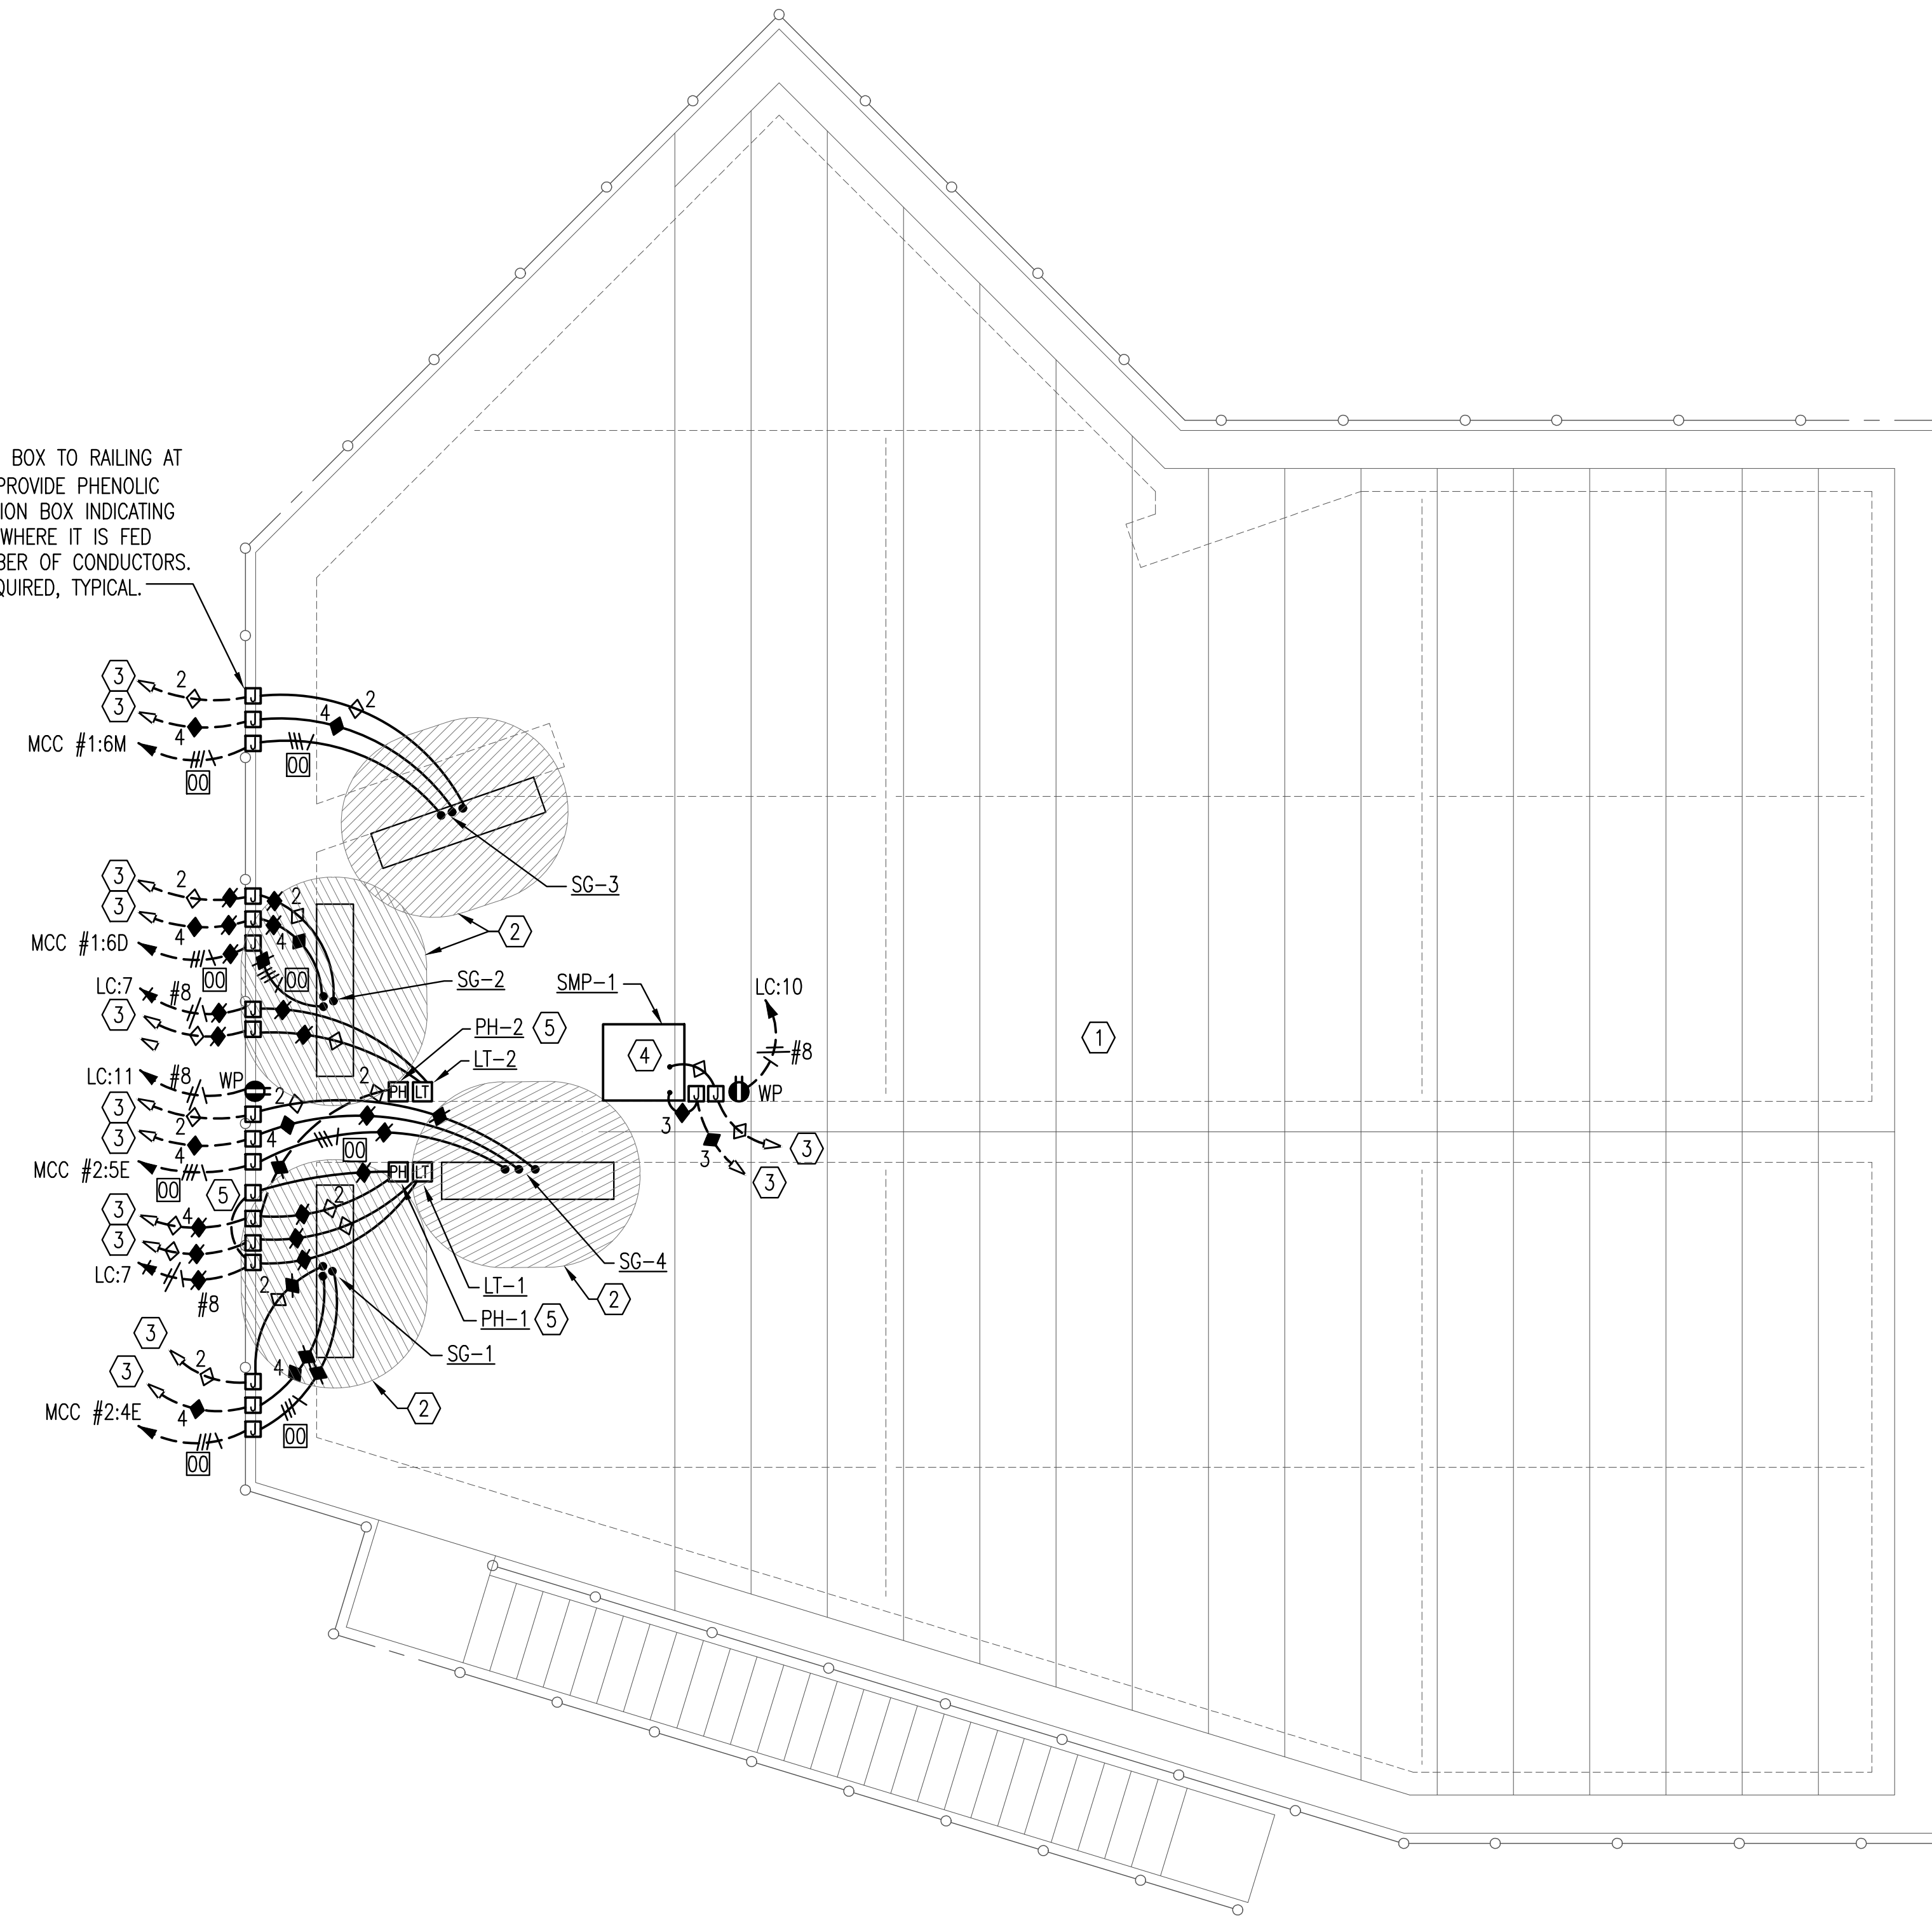 BOX TO RAILING AT
PROVIDE PHENOLIC
ION BOX INDICATING
WHERE IT IS FED
BER OF CONDUCTORS.
QUIRED, TYPICAL.
3
2
J
2
3
4
J
4
MCC #1:6M
J
00
00
SG-3
3
2
J
2
2
3
4
J
4
MCC #1:6D
J
00
00
SG-2
SMP-1
LC:10
LC:7
#8
J
3
J
PH-2
5
1
LT-2
4
#8
LC:11
#8
WP
2
PH
LT
J
J
WP
3
2
J
2
3
3
4
J
4
3
3
MCC #2:5E
J
00
00
PH
LT
3
5
J
2
3
4
J
3
J
SG-4
LC:7
J
#8
2
LT-1
2
PH-1
5
SG-1
3
2
J
4
3
4
J
2
MCC #2:4E
J
00
00